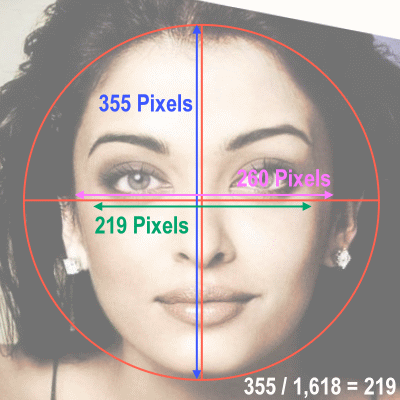 355 Pixels
260 Pixels
219 Pixels
355 / 1,618 = 219